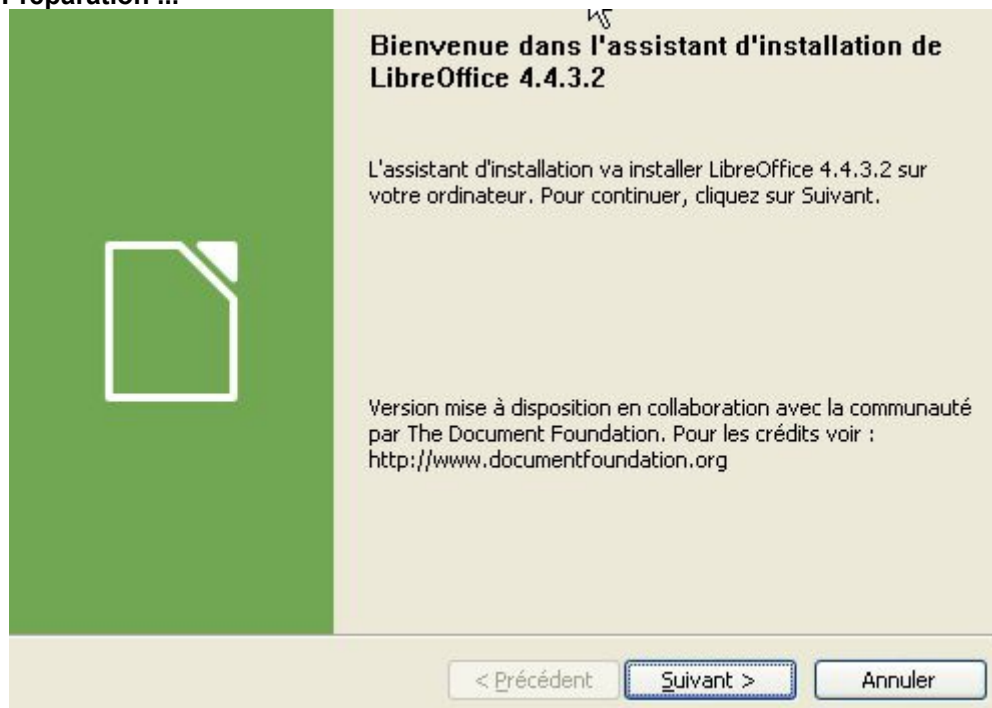 Préparation ...
Bienvenue dans l'assistant d'installation de
LibreOffice 4.4.3.2
L'assistant d'installation va installer LibreOffice 4.4.3.2 sur
votre ordinateur. Pour continuer, cliquez sur Suivant.
Version mise à disposition en collaboration avec la communauté
par The Document Foundation. Pour les crédits voir :
http://www.documentfoundation.org
< Précédent
Suivant >
Annuler